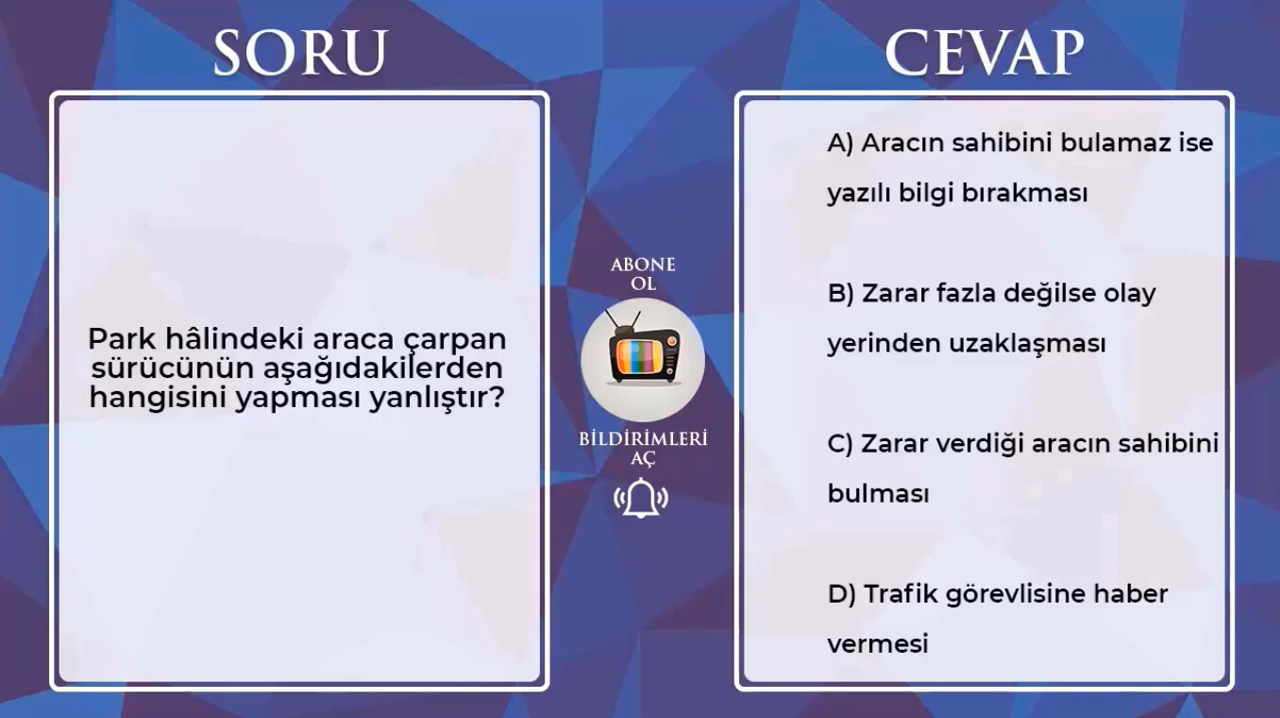 SORU
Park hâlindeki araca çarpan
sürücünün aşağıdakilerden
hangisini yapması yanlıştır?
ABONE
OL
BİLDİRİMLERİ
AÇ
CEVAP
A) Aracın sahibini bulamaz ise
yazılı bilgi bırakması
B) Zarar fazla değilse olay
yerinden uzaklaşması
C) Zarar verdiği aracın sahibini
bulması
D) Trafik görevlisine haber
vermesi